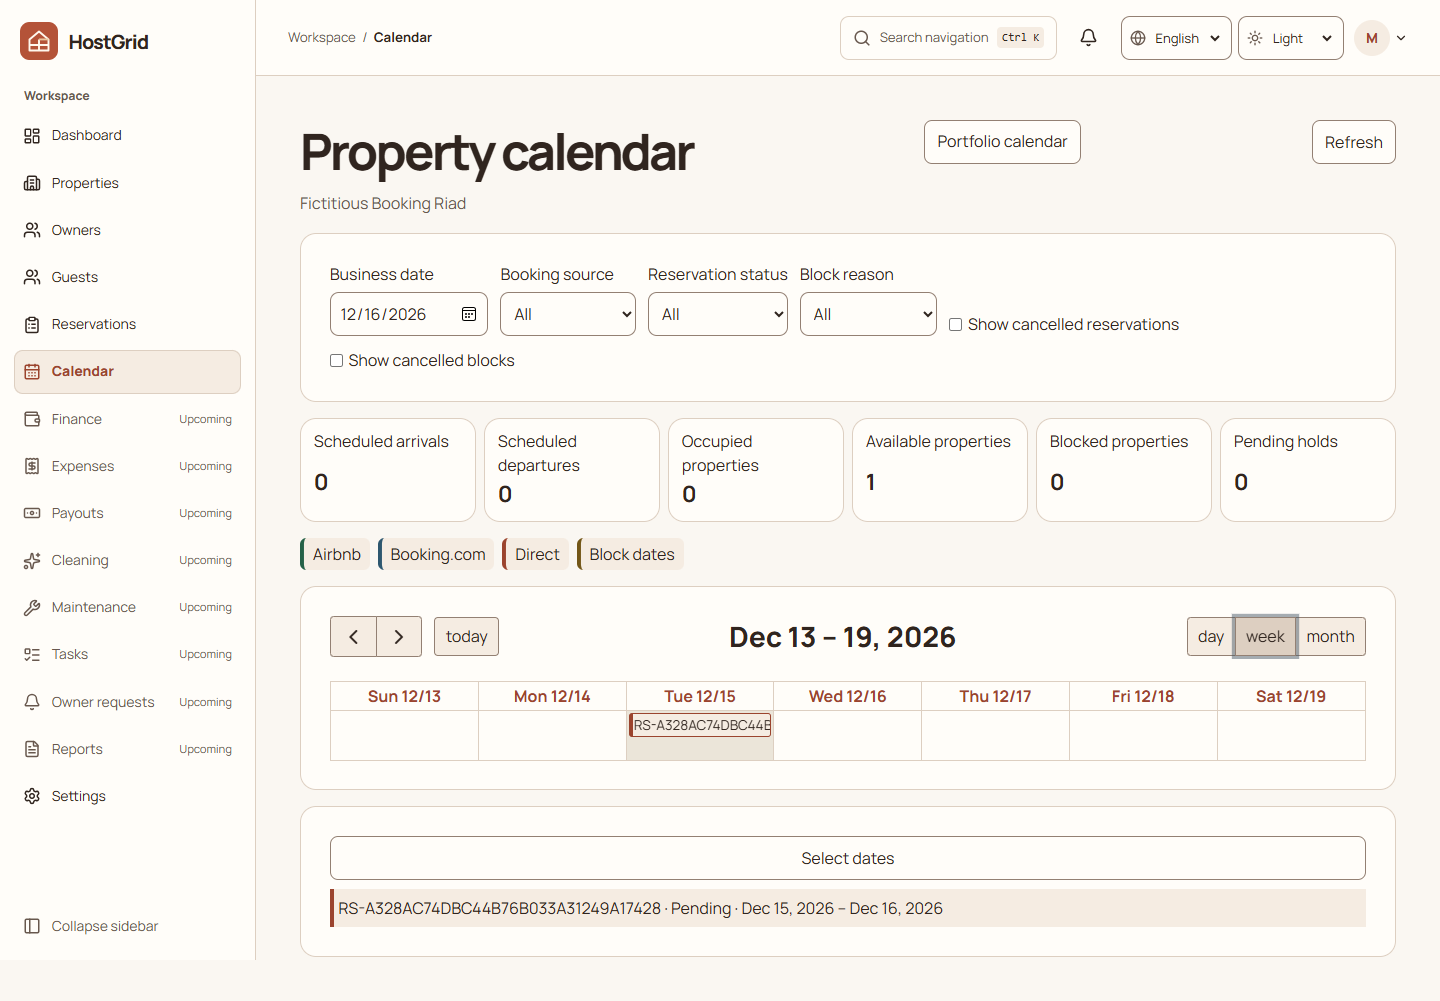 HostGrid
Workspace
Dashboard
Properties
Owners
Guests
Reservations
Calendar
Finance Upcoming
Expenses Upcoming
Payouts Upcoming
Cleaning Upcoming
Maintenance Upcoming
Tasks Upcoming
Owner requests Upcoming
Reports Upcoming
Settings
Collapse sidebar
Workspace / Calendar
Search navigation Ctrl K
English
Light
M
Property calendar
Portfolio calendar
Refresh
Fictitious Booking Riad
Business date Booking source Reservation status Block reason
12/16/2026 All All All Show cancelled reservations
Show cancelled blocks
Scheduled arrivals
0
Scheduled
departures
0
Occupied
properties
0
Available properties
1
Blocked properties
0
Pending holds
0
Airbnb Booking.com Direct Block dates
today Dec 13 – 19, 2026 day week month
Sun 12/13 Mon 12/14 Tue 12/15 Wed 12/16 Thu 12/17 Fri 12/18 Sat 12/19
RS-A328AC74DBC44B
Select dates
RS-A328AC74DBC44B76B033A31249A17428 · Pending · Dec 15, 2026 – Dec 16, 2026